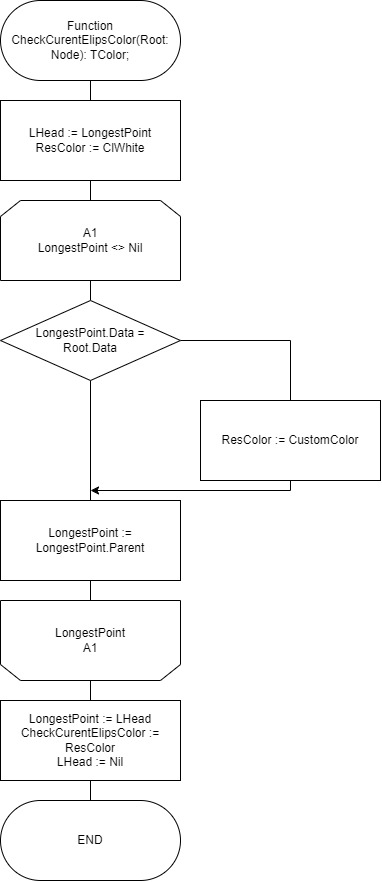 Function
CheckCurentElipsColor(Root:
Node): TColor;
LHead := LongestPoint
ResColor := ClWhite
A1
LongestPoint <> Nil
LongestPoint.Data =
Root.Data
ResColor := CustomColor
LongestPoint :=
LongestPoint.Parent
LongestPoint
A1
LongestPoint := LHead
CheckCurentElipsColor :=
ResColor
LHead := Nil
END